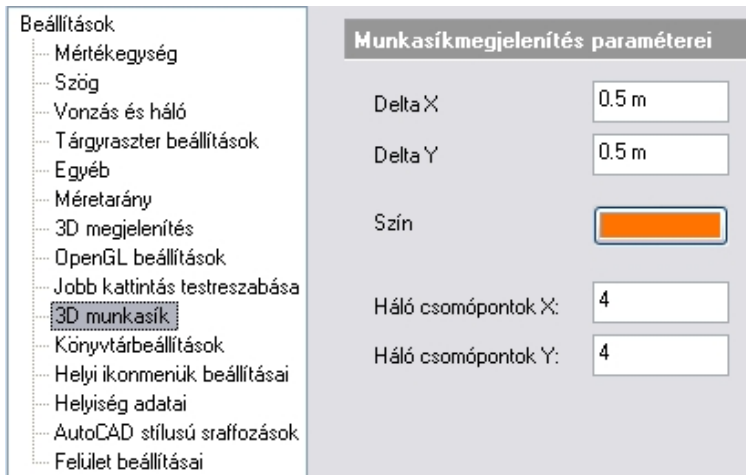 Beállítások
Mértékegység
Szög
Vonzás és háló
Tárgyraszter beállítások
Egyéb
Méretarány
3D megjelenítés
OpenGL beállítások
Jobb kattintás testreszabása
3D munkasík
Könyvtárbeállítások
Helyi ikonmenük beállításai
Helyiség adatai
AutoCAD stílusú sraffozások
Felület beállításai
Munkasíkmegjelenítés paraméterei
Delta X 0.5 m
Delta Y 0.5 m
Szín
Háló csomópontok X: 4
Háló csomópontok Y: 4